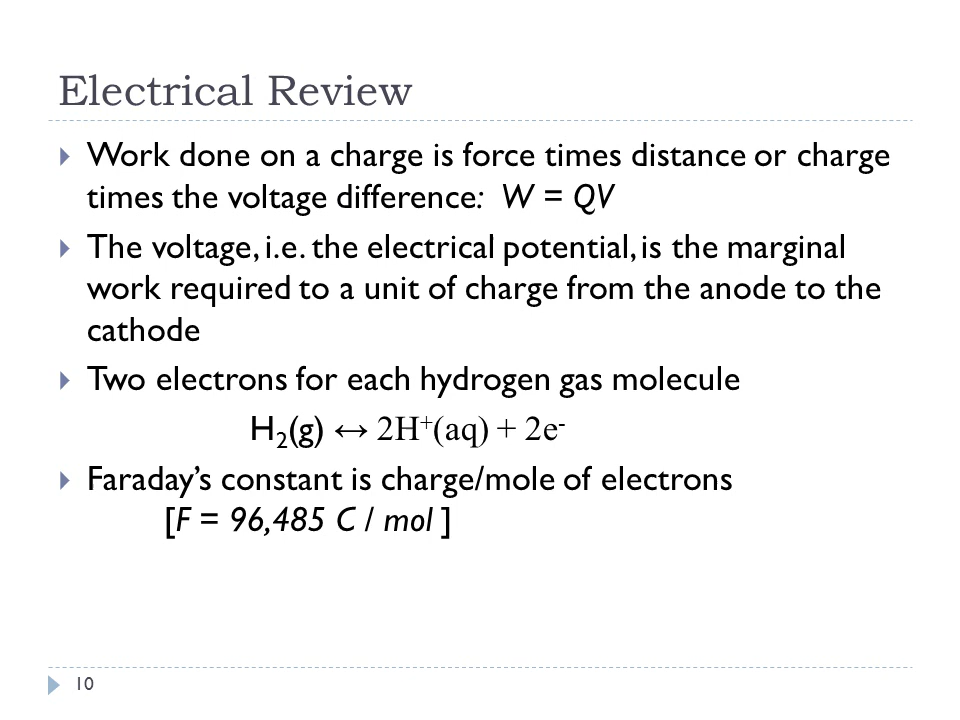 Electrical Review
Work done on a charge is force times distance or charge
times the voltage difference: W = QV
The voltage, i.e. the electrical potential, is the marginal
work required to a unit of charge from the anode to the
cathode
Two electrons for each hydrogen gas molecule
H₂(g) ↔ 2H⁺(aq) + 2e⁻
Faraday’s constant is charge/mole of electrons
[F = 96,485 C / mol ]
10